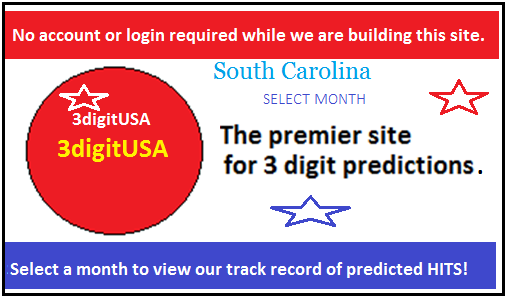 No account or login required while we are building this site.
South Carolina
SELECT MONTH
3digitUSA
3digitUSA
The premier site
for 3 digit predictions.
Select a month to view our track record of predicted HITS!